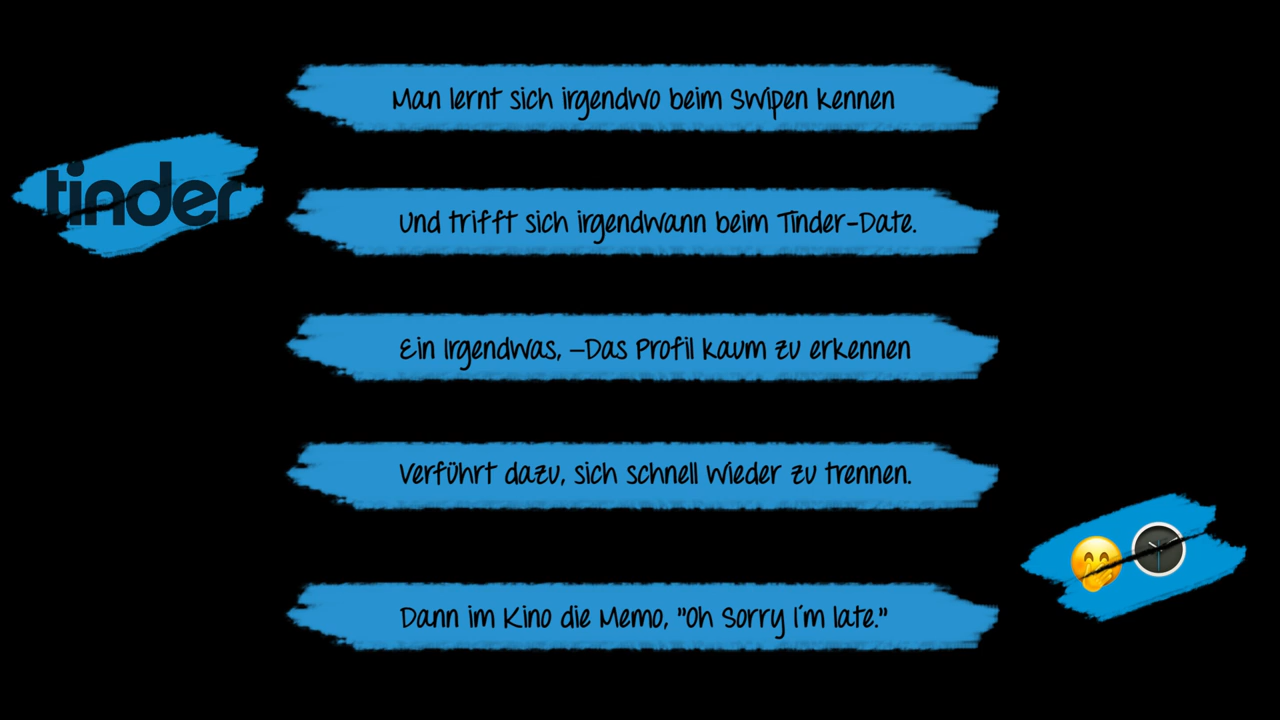 Man lernt sich irgendwo beim Swipen kennen
tinder
Und trifft sich irgendwann beim Tinder-Date.
Ein Irgendwas, –Das Profil kaum zu erkennen
Verführt dazu, sich schnell wieder zu trennen.
Dann im Kino die Memo, "Oh Sorry I´m late."